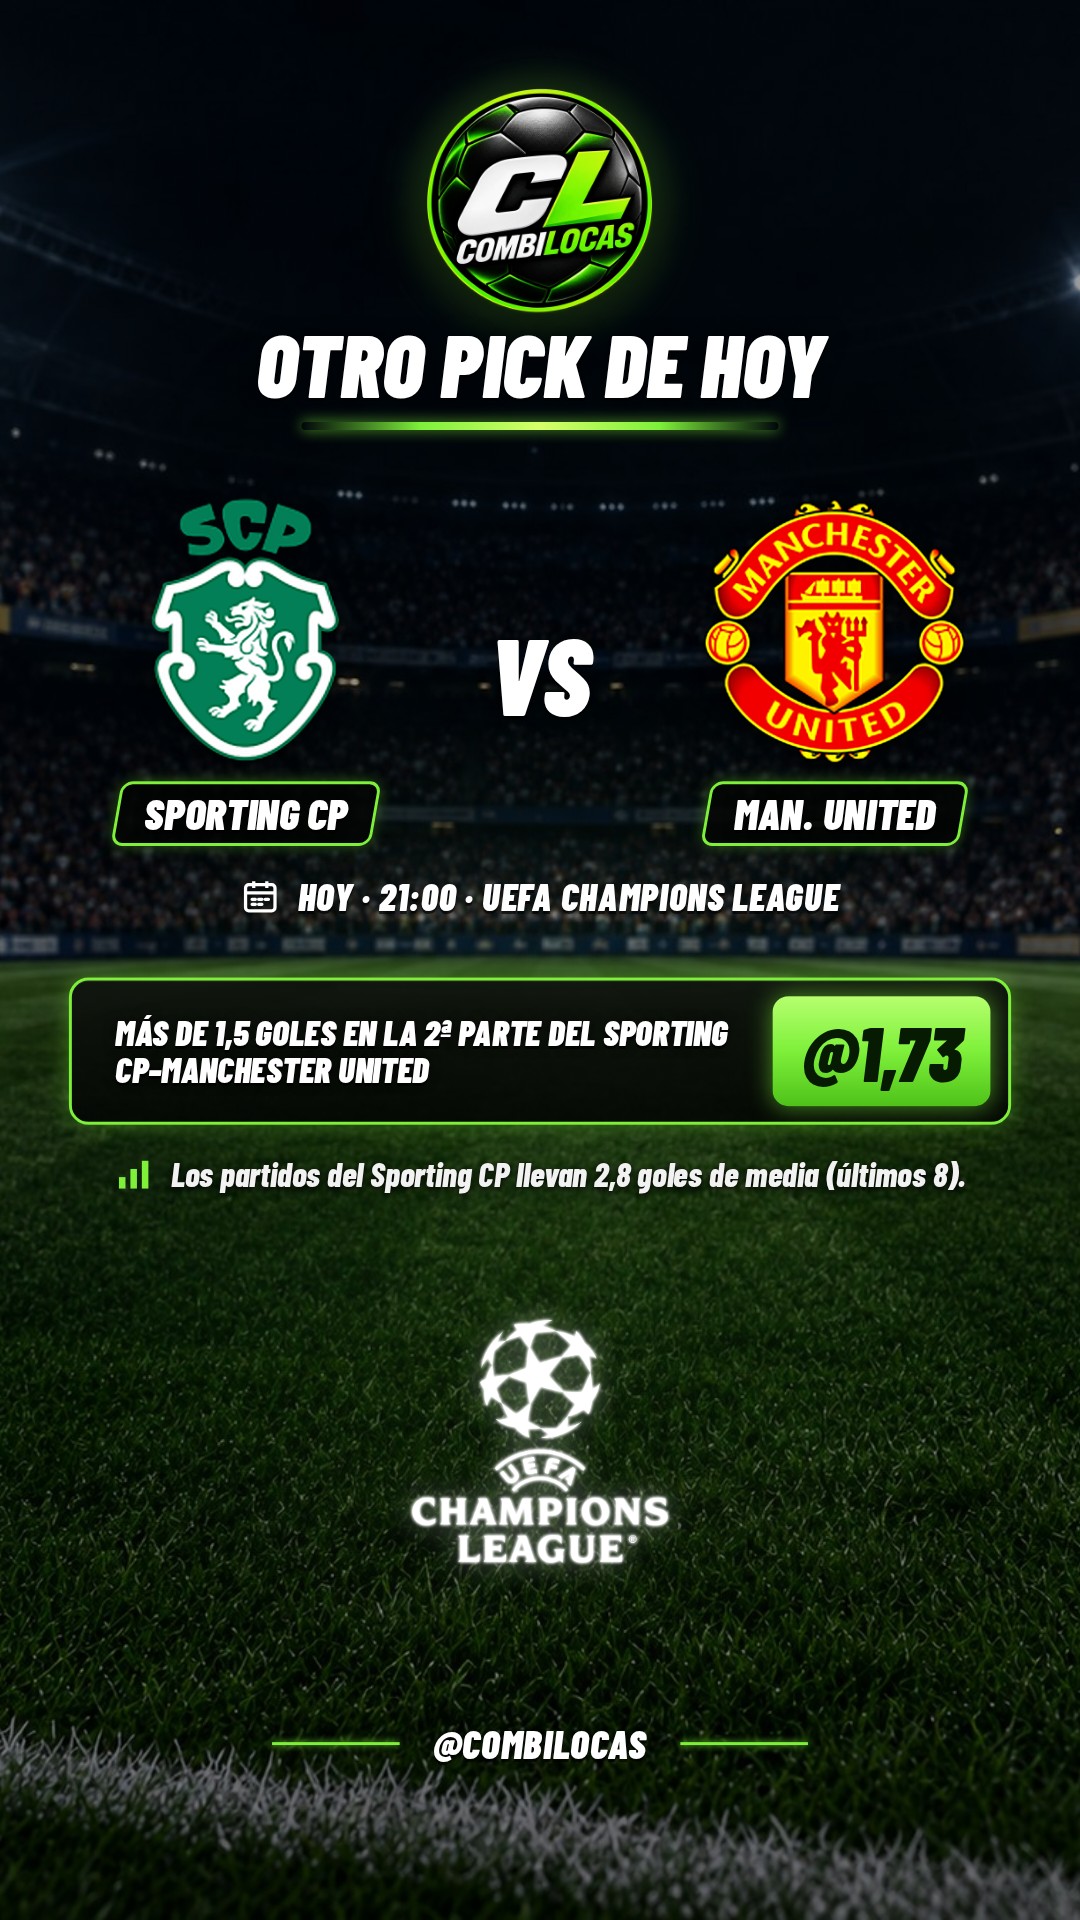 CL
COMBILOCAS
OTRO PICK DE HOY
SCP
MANCHESTER
UNITED
VS
SPORTING CP
MAN. UNITED
HOY · 21:00 · UEFA CHAMPIONS LEAGUE
MÁS DE 1,5 GOLES EN LA 2ª PARTE DEL SPORTING
CP-MANCHESTER UNITED
@1,73
Los partidos del Sporting CP llevan 2,8 goles de media (últimos 8).
UEFA
CHAMPIONS
LEAGUE®
@COMBILOCAS